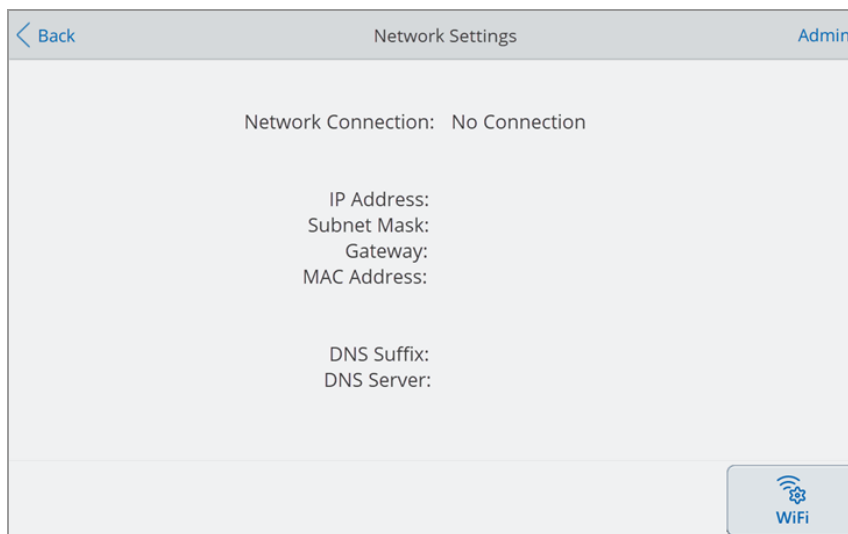 Back Network Settings Admin
Network Connection: No Connection
IP Address:
Subnet Mask:
Gateway:
MAC Address:
DNS Suffix:
DNS Server:
WiFi